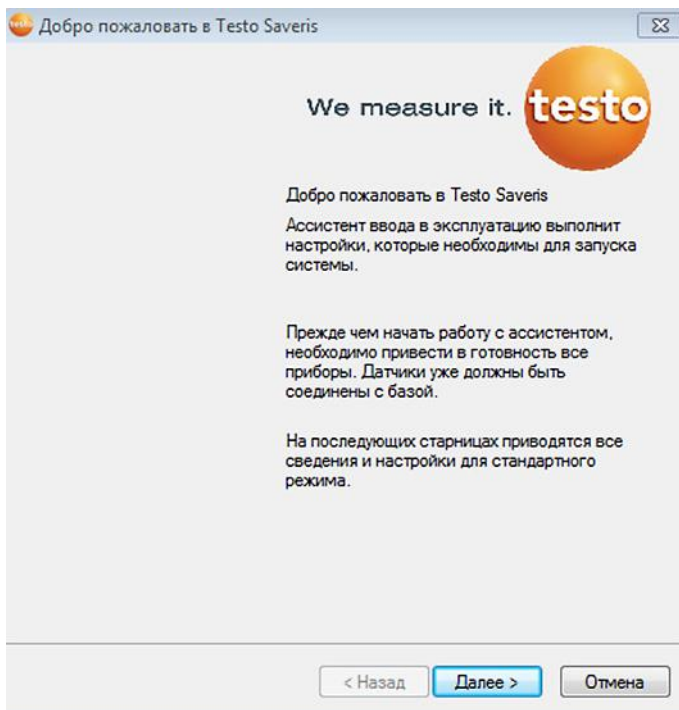 Добро пожаловать в Testo Saveris
We measure it. testo
Добро пожаловать в Testo Saveris
Ассистент ввода в эксплуатацию выполнит
настройки, которые необходимы для запуска
системы.
Прежде чем начать работу с ассистентом,
необходимо привести в готовность все
приборы. Датчики уже должны быть
соединены с базой.
На последующих старницах приводятся все
сведения и настройки для стандартного
режима.
< Назад Далее > Отмена